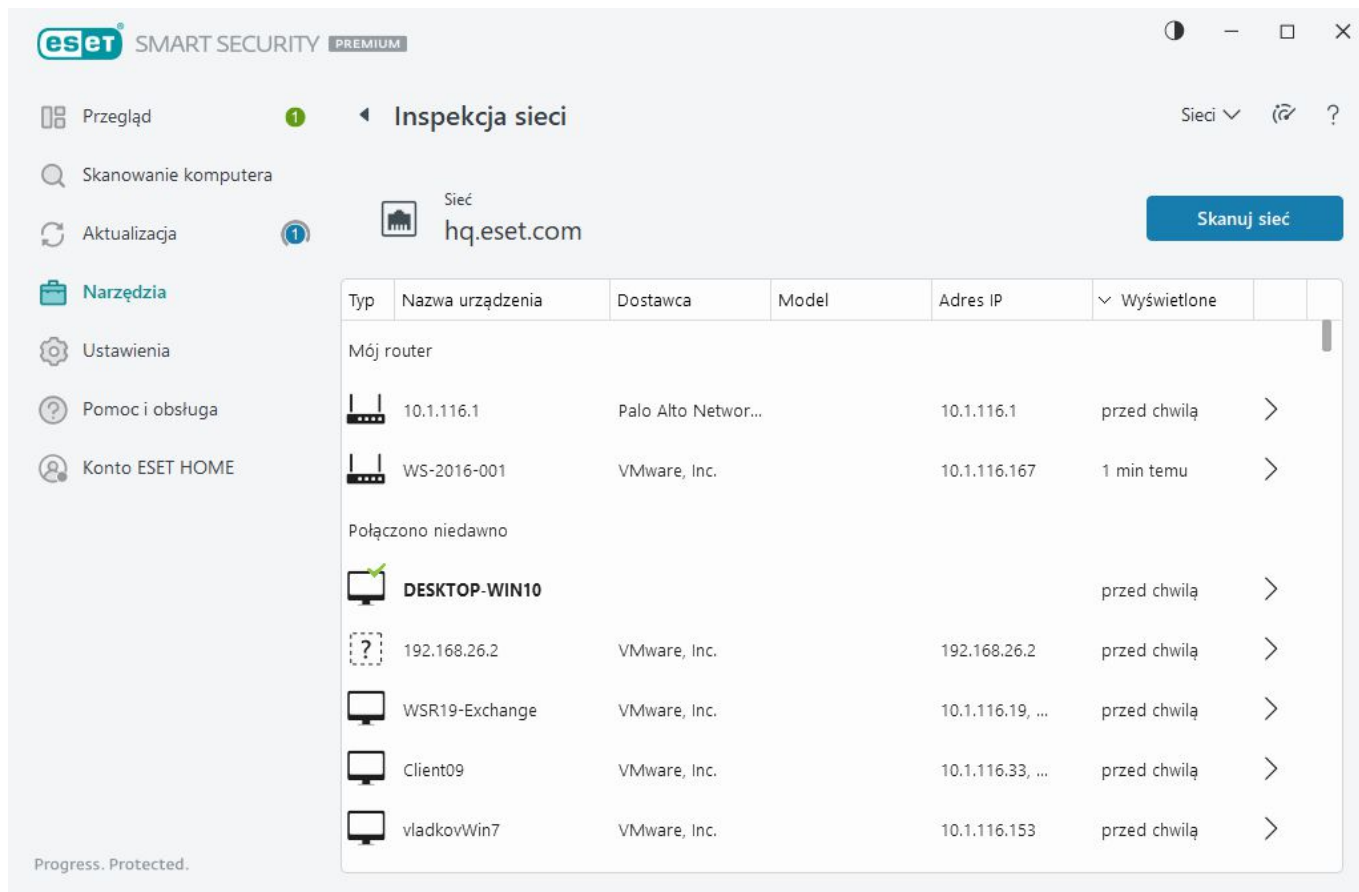 eset® SMART SECURITY PREMIUM
Przegląd 1
Skanowanie komputera
Aktualizacja 1
Narzędzia
Ustawienia
Pomoc i obsługa
Konto ESET HOME
Inspekcja sieci
Sieci ?
Sieć
hq.eset.com
Skanuj sieć
Typ Nazwa urządzenia Dostawca Model Adres IP Wyświetlone
Mój router
10.1.116.1 Palo Alto Networ... 10.1.116.1 przed chwilą
WS-2016-001 VMware, Inc. 10.1.116.167 1 min temu
Połączono niedawno
DESKTOP-WIN10 przed chwilą
? 192.168.26.2 VMware, Inc. 192.168.26.2 przed chwilą
WSR19-Exchange VMware, Inc. 10.1.116.19, ... przed chwilą
Client09 VMware, Inc. 10.1.116.33, ... przed chwilą
vladkovWin7 VMware, Inc. 10.1.116.153 przed chwilą
Progress. Protected.